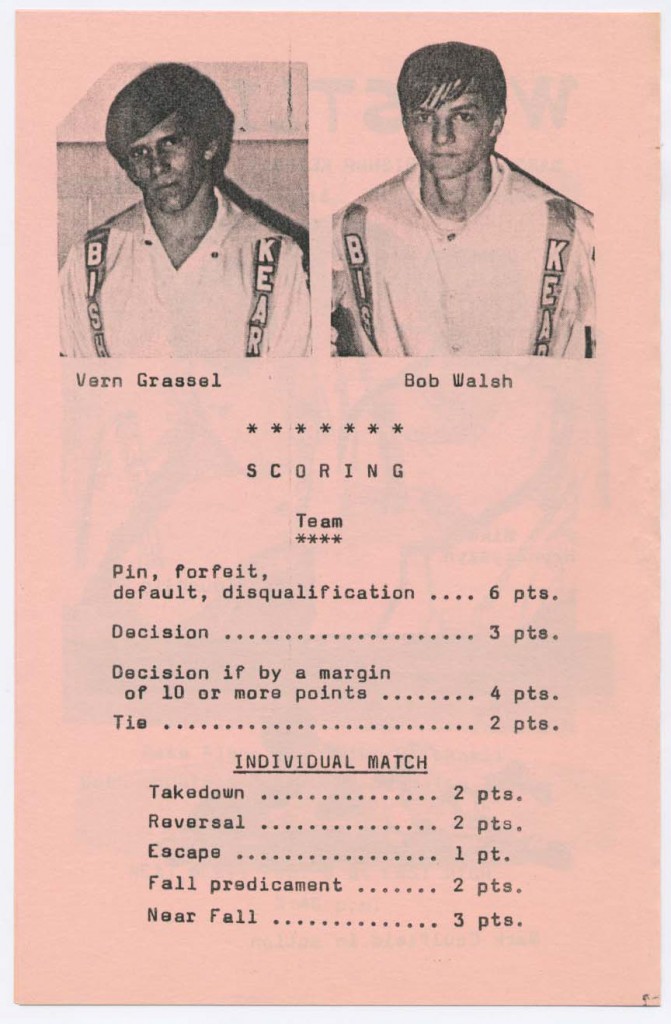 BISH KEAR
BIS KEAR
Vern Grassel Bob Walsh
* * * * * * *
S C O R I N G
Team
****
Pin, forfeit,
default, disqualification .... 6 pts.
Decision ..................... 3 pts.
Decision if by a margin
of 10 or more points ........ 4 pts.
Tie .......................... 2 pts.
INDIVIDUAL MATCH
Takedown ............... 2 pts.
Reversal ............... 2 pts.
Escape ................. 1 pt.
Fall predicament ....... 2 pts.
Near Fall .............. 3 pts.